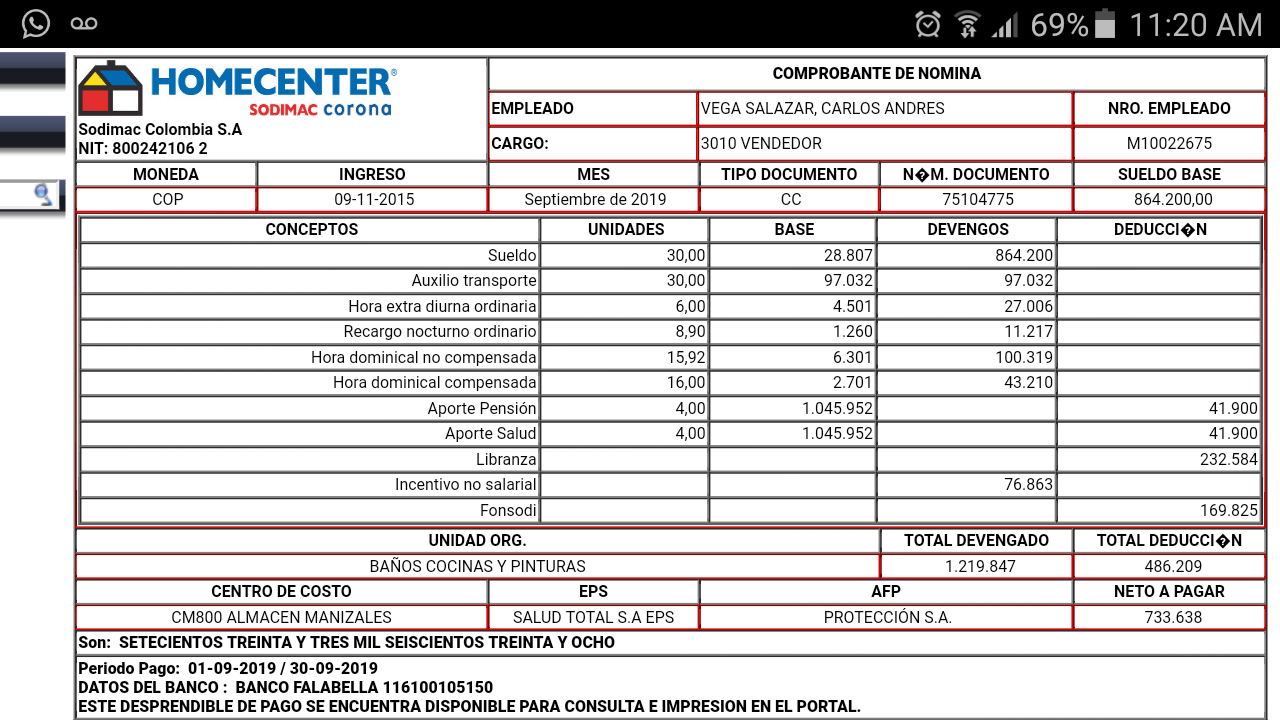 69% 11:20 AM
HOMECENTER®
SODIMAC corona
Sodimac Colombia S.A
NIT: 800242106 2
COMPROBANTE DE NOMINA
EMPLEADO VEGA SALAZAR, CARLOS ANDRES NRO. EMPLEADO
CARGO: 3010 VENDEDOR M10022675
MONEDA INGRESO MES TIPO DOCUMENTO N�M. DOCUMENTO SUELDO BASE
COP 09-11-2015 Septiembre de 2019 CC 75104775 864.200,00
CONCEPTOS UNIDADES BASE DEVENGOS DEDUCCI�N
Sueldo 30,00 28.807 864.200
Auxilio transporte 30,00 97.032 97.032
Hora extra diurna ordinaria 6,00 4.501 27.006
Recargo nocturno ordinario 8,90 1.260 11.217
Hora dominical no compensada 15,92 6.301 100.319
Hora dominical compensada 16,00 2.701 43.210
Aporte Pensión 4,00 1.045.952 41.900
Aporte Salud 4,00 1.045.952 41.900
Libranza 232.584
Incentivo no salarial 76.863
Fonsodi 169.825
UNIDAD ORG. TOTAL DEVENGADO TOTAL DEDUCCI�N
BAÑOS COCINAS Y PINTURAS 1.219.847 486.209
CENTRO DE COSTO EPS AFP NETO A PAGAR
CM800 ALMACEN MANIZALES SALUD TOTAL S.A EPS PROTECCIÓN S.A. 733.638
Son: SETECIENTOS TREINTA Y TRES MIL SEISCIENTOS TREINTA Y OCHO
Periodo Pago: 01-09-2019 / 30-09-2019
DATOS DEL BANCO : BANCO FALABELLA 116100105150
ESTE DESPRENDIBLE DE PAGO SE ENCUENTRA DISPONIBLE PARA CONSULTA E IMPRESION EN EL PORTAL.